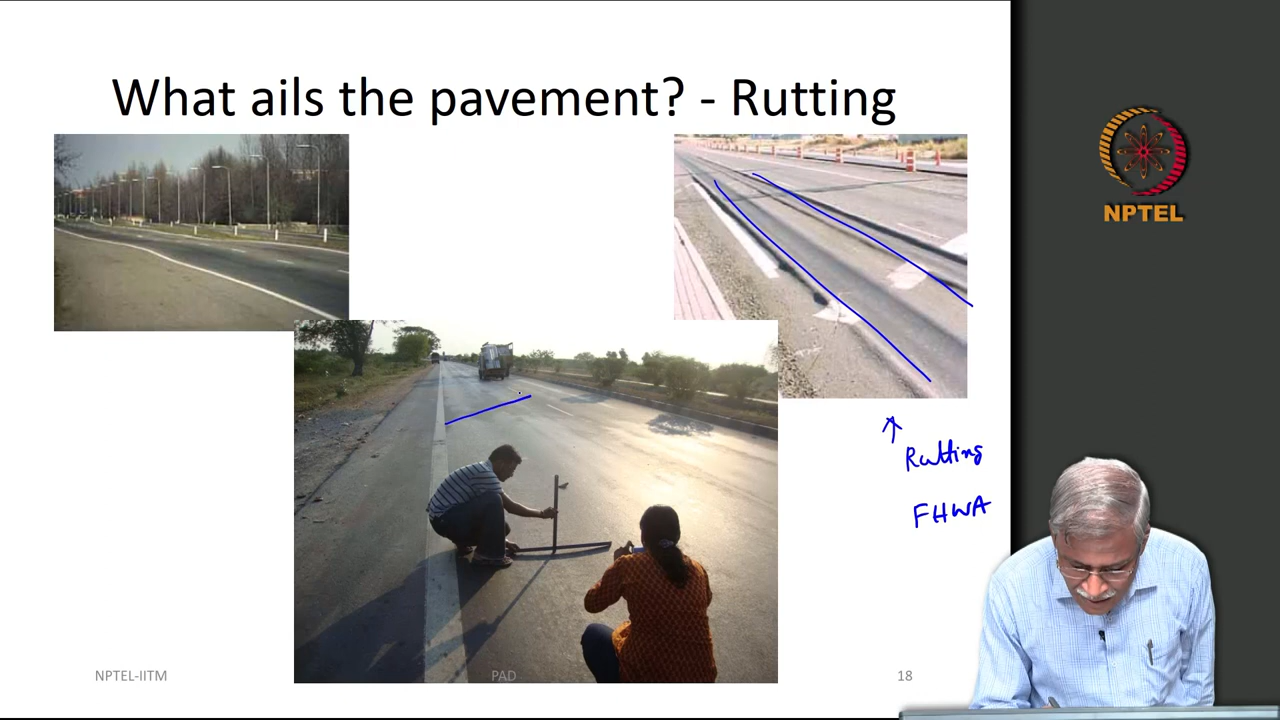 What ails the pavement? - Rutting
NPTEL
Rutting
FHWA
NPTEL-IITM
PAD
18